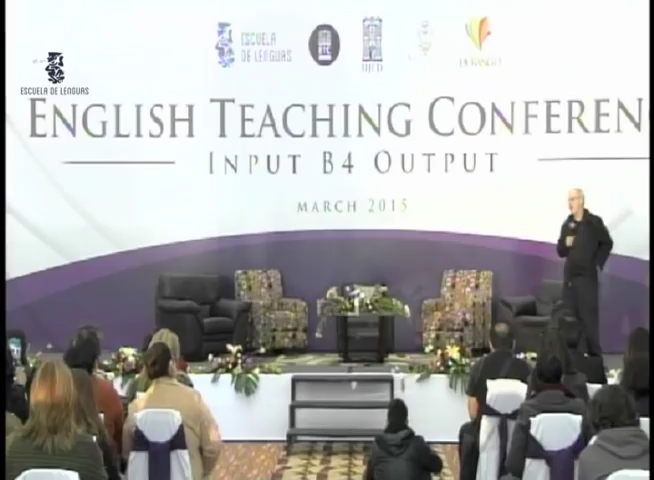 ESCUELA
DE LENGUAS
ESCUELA DE LENGUAS
ENGLISH TEACHING CONFEREN
INPUT B4 OUTPUT
MARCH 2015